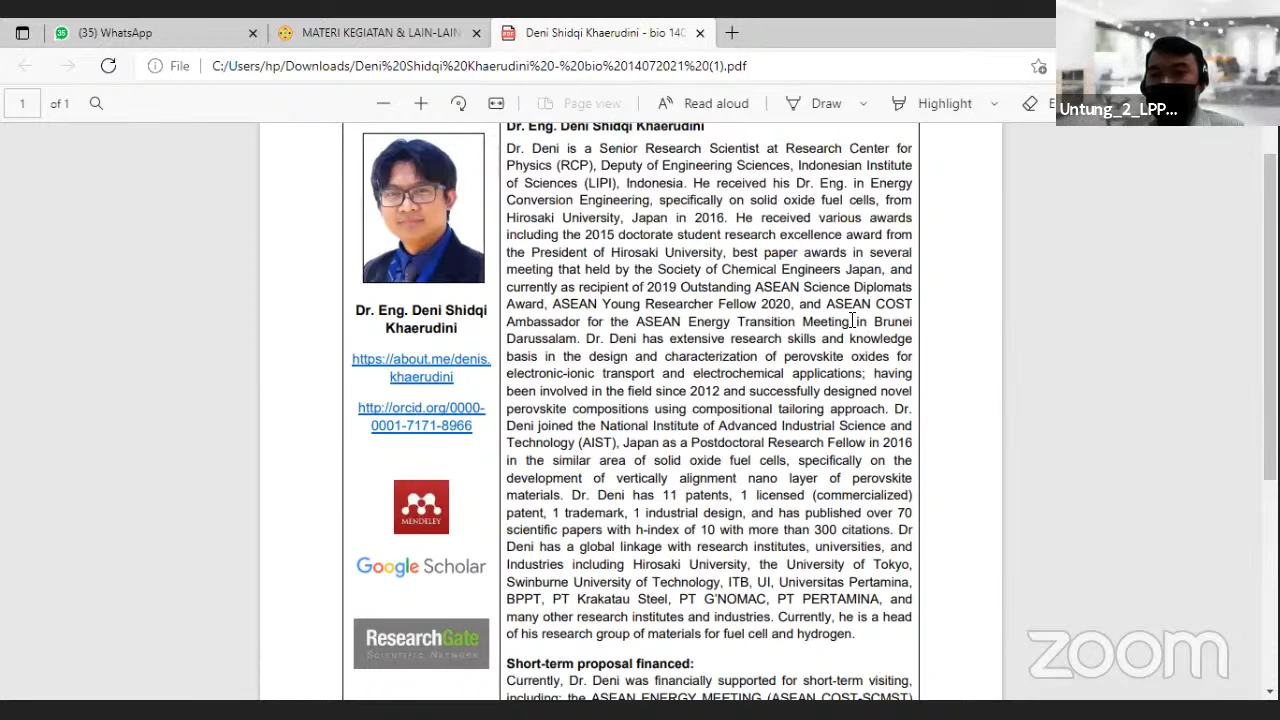 (35) WhatsApp
MATERI KEGIATAN & LAIN-LAIN
Deni Shidqi Khaerudini - bio 140
File
C:/Users/hp/Downloads/Deni%20Shidqi%20Khaerudini%20-%20bio%2014072021%20(1).pdf
1 of 1
Page view
Read aloud
Draw
Highlight
Untung_2_LPP...
Dr. Eng. Deni Shidqi Khaerudini
Dr. Deni is a Senior Research Scientist at Research Center for
Physics (RCP), Deputy of Engineering Sciences, Indonesian Institute
of Sciences (LIPI), Indonesia. He received his Dr. Eng. in Energy
Conversion Engineering, specifically on solid oxide fuel cells, from
Hirosaki University, Japan in 2016. He received various awards
including the 2015 doctorate student research excellence award from
the President of Hirosaki University, best paper awards in several
meeting that held by the Society of Chemical Engineers Japan, and
currently as recipient of 2019 Outstanding ASEAN Science Diplomats
Award, ASEAN Young Researcher Fellow 2020, and ASEAN COST
Ambassador for the ASEAN Energy Transition Meeting in Brunei
Darussalam. Dr. Deni has extensive research skills and knowledge
basis in the design and characterization of perovskite oxides for
electronic-ionic transport and electrochemical applications; having
been involved in the field since 2012 and successfully designed novel
perovskite compositions using compositional tailoring approach. Dr.
Deni joined the National Institute of Advanced Industrial Science and
Technology (AIST), Japan as a Postdoctoral Research Fellow in 2016
in the similar area of solid oxide fuel cells, specifically on the
development of vertically alignment nano layer of perovskite
materials. Dr. Deni has 11 patents, 1 licensed (commercialized)
patent, 1 trademark, 1 industrial design, and has published over 70
scientific papers with h-index of 10 with more than 300 citations. Dr
Deni has a global linkage with research institutes, universities, and
Industries including Hirosaki University, the University of Tokyo,
Swinburne University of Technology, ITB, UI, Universitas Pertamina,
BPPT, PT Krakatau Steel, PT G'NOMAC, PT PERTAMINA, and
many other research institutes and industries. Currently, he is a head
of his research group of materials for fuel cell and hydrogen.
Short-term proposal financed:
Currently, Dr. Deni was financially supported for short-term visiting,
including: the ASEAN ENERGY MEETING (ASEAN COST-SCMST)
Dr. Eng. Deni Shidqi
Khaerudini
https://about.me/denis.
khaerudini
http://orcid.org/0000-
0001-7171-8966
MENDELEY
Google Scholar
ResearchGate
SCIENTIFIC NETWORK
zoom